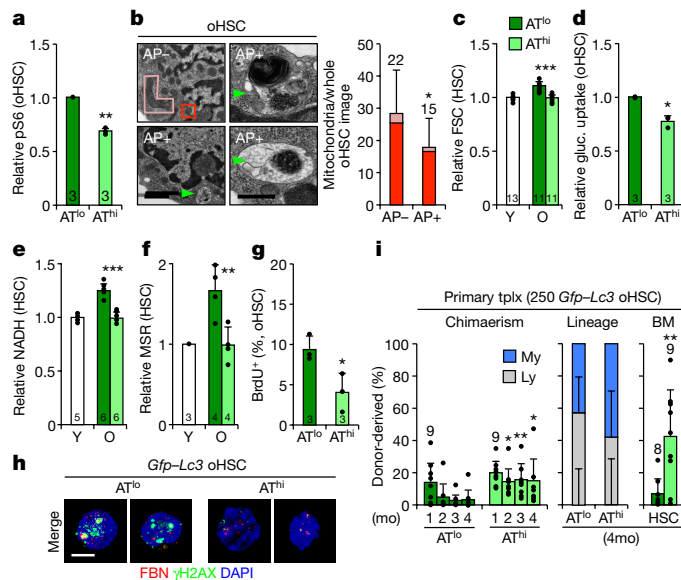 a
Relative pS6 (oHSC)
1.5
1.0
0.5
0
**
3
3
ATlo
AThi
b
oHSC
AP–
AP+
AP+
AP+
Mitochondria/whole
oHSC image
60
50
40
30
20
10
0
22
*
15
AP–
AP+
c
Relative FSC (HSC)
1.5
1.0
0.5
0
***
13
11
11
Y
O
ATlo
AThi
d
Relative gluc. uptake (oHSC)
1.5
1.0
0.5
0
*
3
3
ATlo
AThi
e
Relative NADH (HSC)
1.5
1.0
0.5
0
***
5
6
6
Y
O
f
Relative MSR (HSC)
2
1
0
**
3
4
4
Y
O
g
BrdU+ (%, oHSC)
20
15
10
5
0
*
3
3
ATlo
AThi
h
Gfp–Lc3 oHSC
ATlo
AThi
Merge
FBN γH2AX DAPI
i
Primary tplx (250 Gfp–Lc3 oHSC)
Chimaerism
Lineage
BM
My
Ly
Donor-derived (%)
100
80
60
40
20
0
9
9
*
**
*
8
**
9
(mo)
1 2 3 4
1 2 3 4
ATlo
AThi
ATlo
AThi
HSC
(4mo)